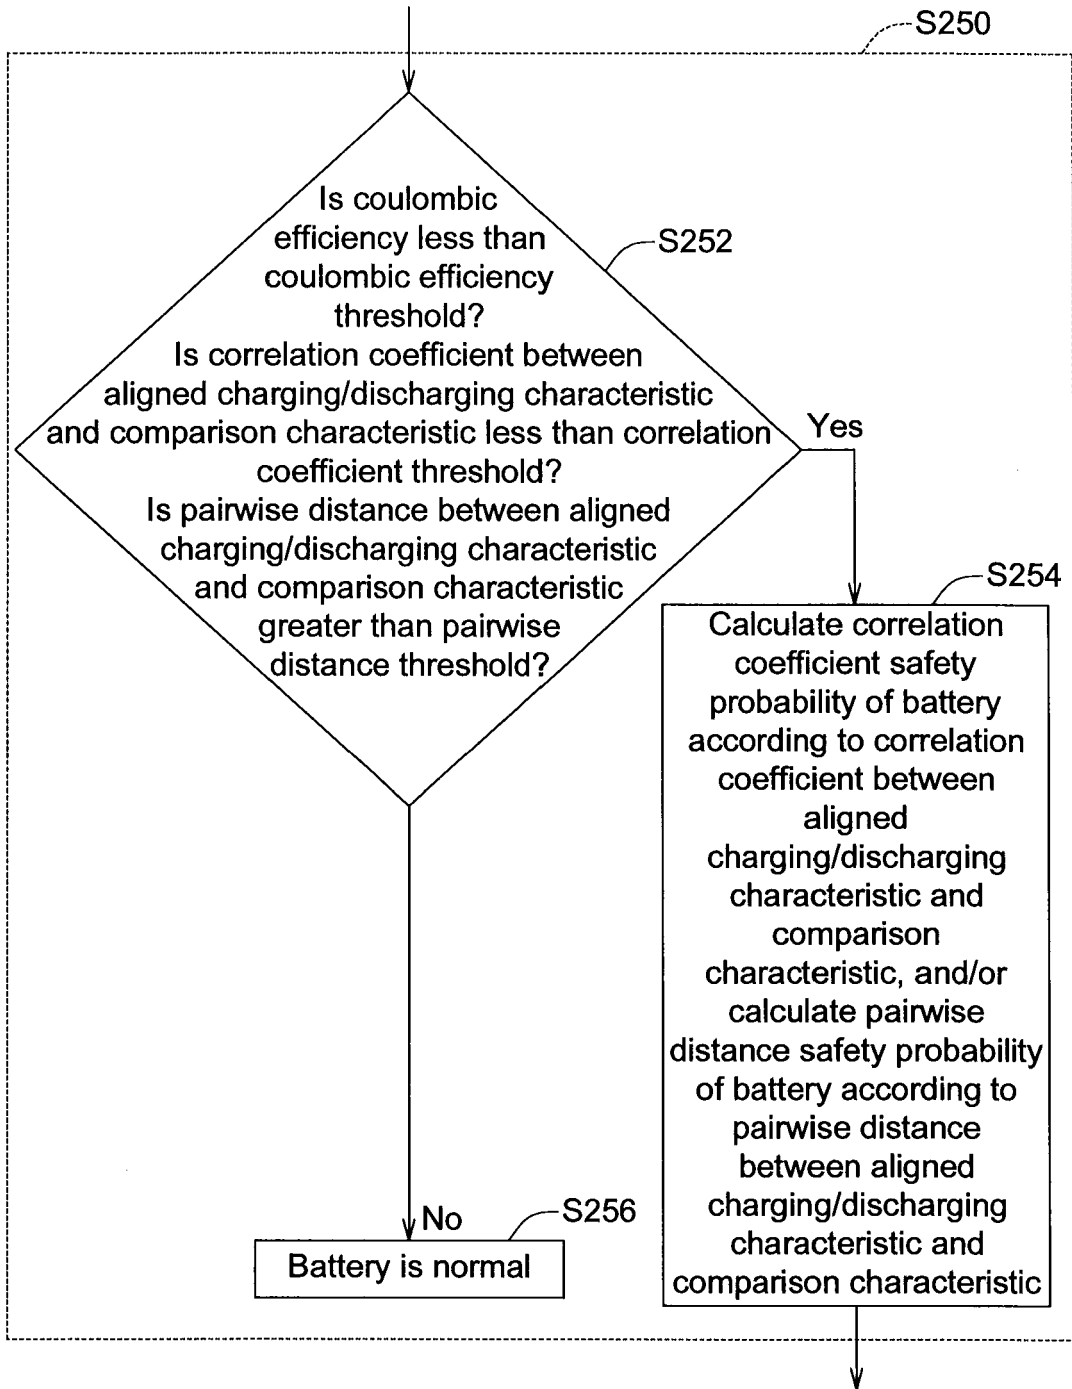 S250
Is coulombic
efficiency less than
coulombic efficiency
threshold?
Is correlation coefficient between
aligned charging/discharging characteristic
and comparison characteristic less than correlation
coefficient threshold?
Is pairwise distance between aligned
charging/discharging characteristic
and comparison characteristic
greater than pairwise
distance threshold?
S252
Yes
S254
Calculate correlation
coefficient safety
probability of battery
according to correlation
coefficient between
aligned
charging/discharging
characteristic and
comparison
characteristic, and/or
calculate pairwise
distance safety probability
of battery according to
pairwise distance
between aligned
charging/discharging
characteristic and
comparison characteristic
No
S256
Battery is normal